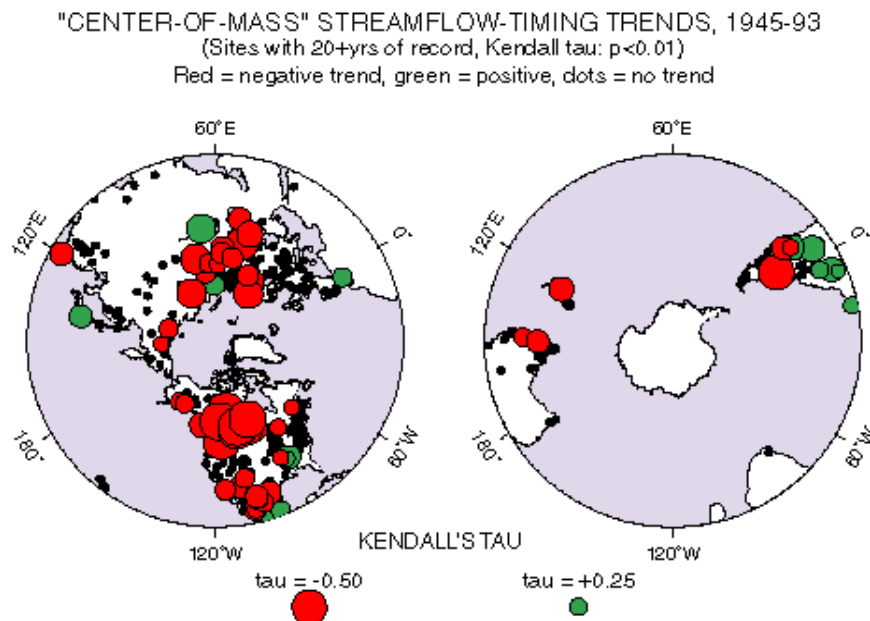 "CENTER-OF-MASS" STREAMFLOW-TIMING TRENDS, 1945-93
(Sites with 20+yrs of record, Kendall tau: p<0.01)
Red = negative trend, green = positive, dots = no trend
60°E 60°E
120°E 0° 120°E 0°
180° 60°W 180° 60°W
120°W 120°W
KENDALL'S TAU
tau = -0.50 tau = +0.25